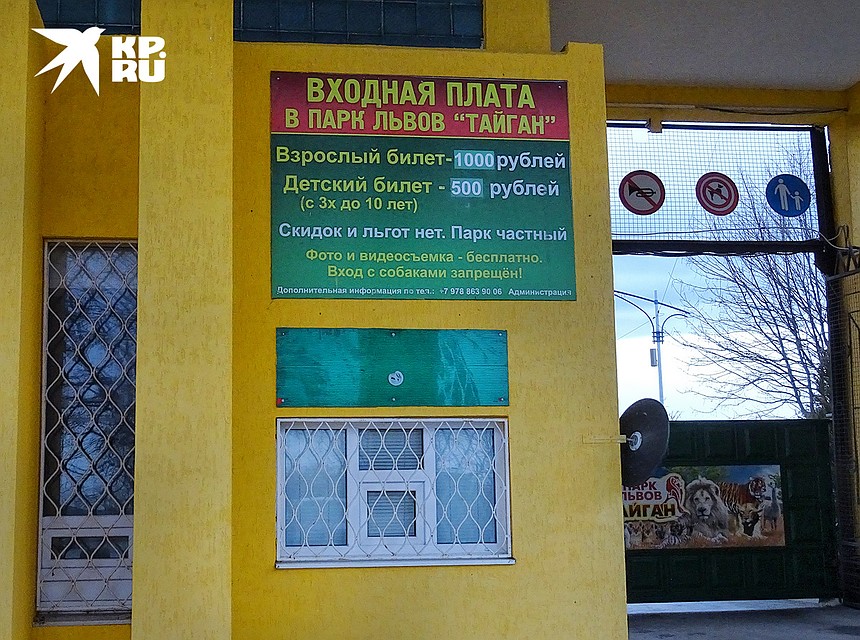 KP.
RU
ВХОДНАЯ ПЛАТА
В ПАРК ЛЬВОВ "ТАЙГАН"
Взрослый билет-1000 рублей
Детский билет - 500 рублей
(с 3х до 10 лет)
Скидок и льгот нет. Парк частный
Фото и видеосъемка - бесплатно.
Вход с собаками запрещён!
Дополнительная информация по тел.: +7 978 863 90 06 Администрация
ПАРК
ЛЬВОВ
ТАЙГАН